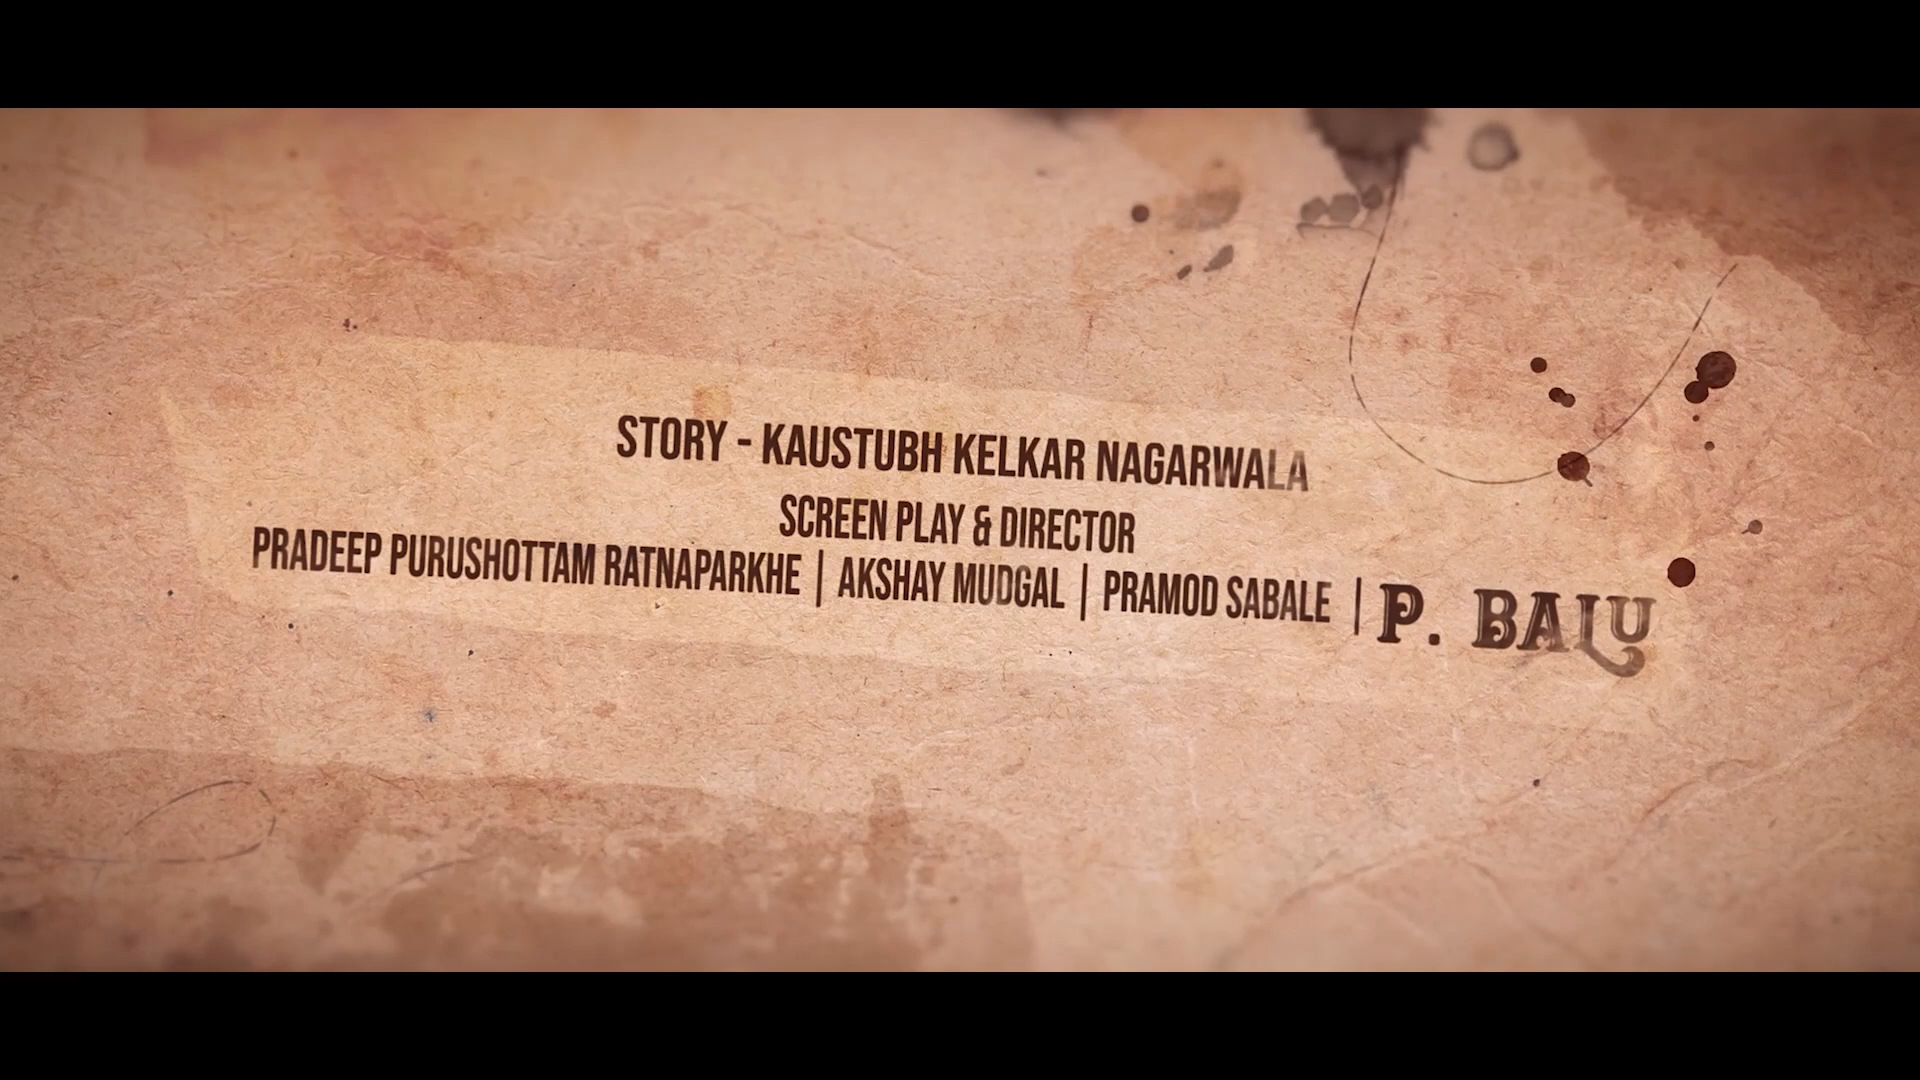 STORY - KAUSTUBH KELKAR NAGARWALA
SCREEN PLAY & DIRECTOR
PRADEEP PURUSHOTTAM RATNAPARKHE | AKSHAY MUDGAL | PRAMOD SABALE | P. BALU